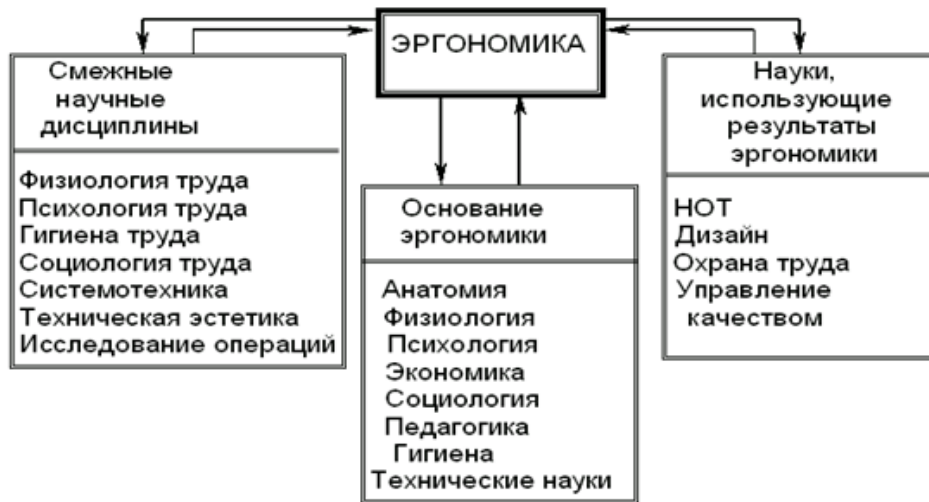 ЭРГОНОМИКА
Смежные
научные
дисциплины
Физиология труда
Психология труда
Гигиена труда
Социология труда
Системотехника
Техническая эстетика
Исследование операций
Основание
эргономики
Анатомия
Физиология
Психология
Экономика
Социология
Педагогика
Гигиена
Технические науки
Науки,
использующие
результаты
эргономики
НОТ
Дизайн
Охрана труда
Управление
качеством